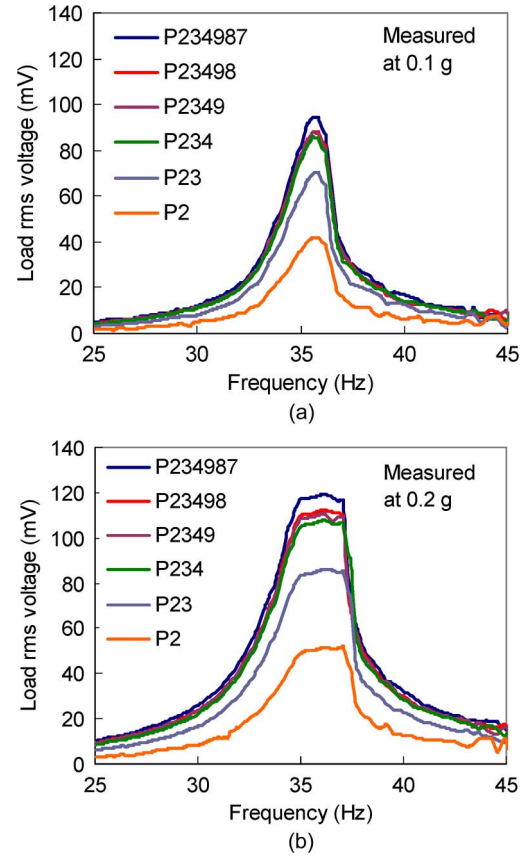 140
120
100
80
60
40
20
0
Load rms voltage (mV)
P234987
P23498
P2349
P234
P23
P2
Measured
at 0.1 g
25 30 35 40 45
Frequency (Hz)
(a)
140
120
100
80
60
40
20
0
Load rms voltage (mV)
P234987
P23498
P2349
P234
P23
P2
Measured
at 0.2 g
25 30 35 40 45
Frequency (Hz)
(b)